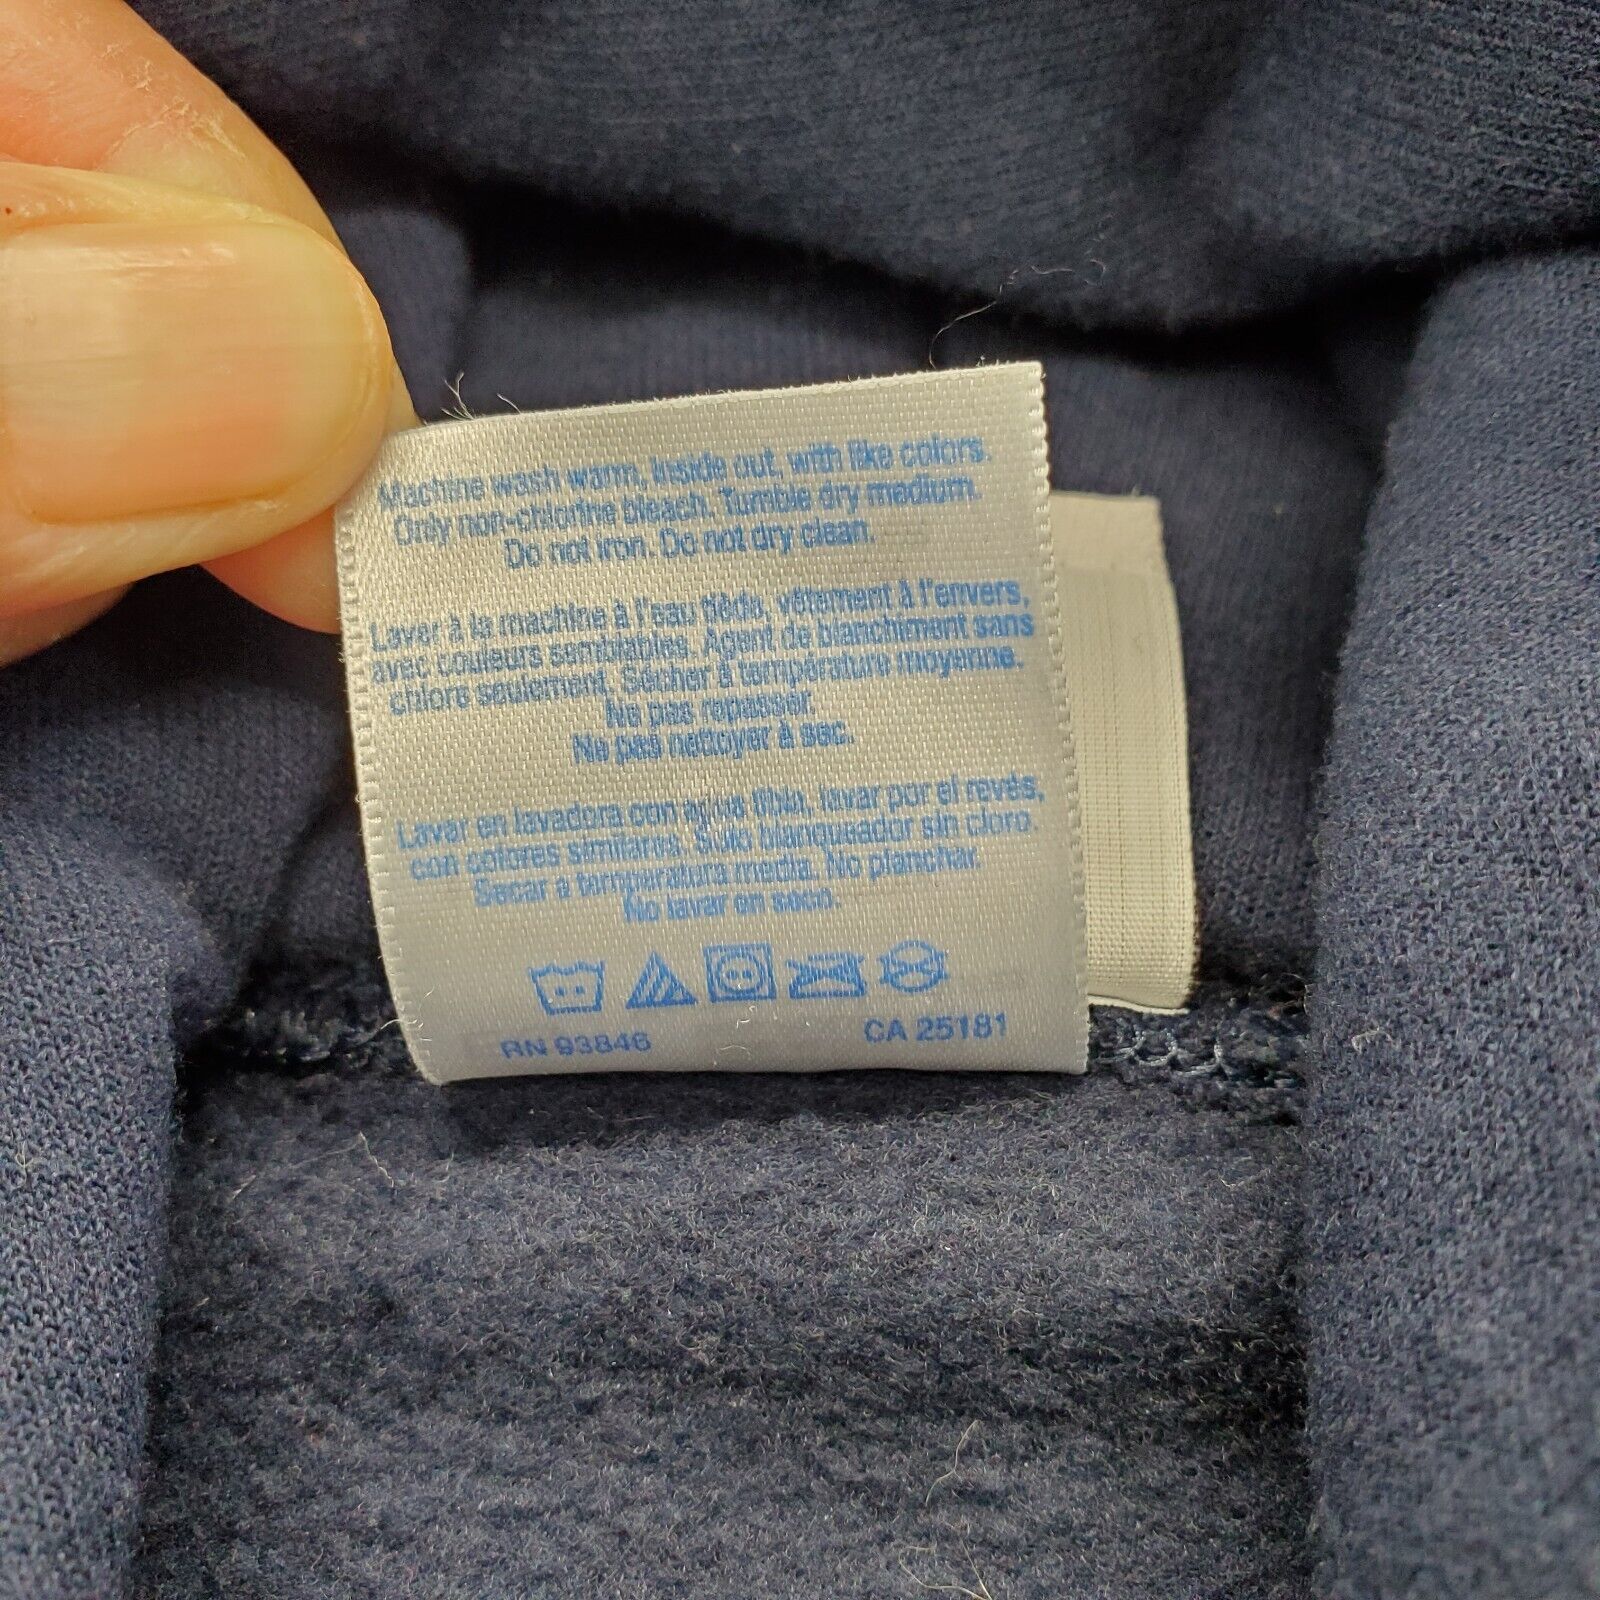 Machine wash warm, inside out, with like colors.
Only non-chlorine bleach. Tumble dry medium.
Do not iron. Do not dry clean.
Laver à la machine à l'eau tiède, vêtement à l'envers,
avec couleurs semblables. Agent de blanchiment sans
chlore seulement. Sécher à température moyenne.
Ne pas repasser.
Ne pas nettoyer à sec.
Lavar en lavadora con agua tibia, lavar por el revés,
con colores similares. Solo blanqueador sin cloro.
Secar a temperatura media. No planchar.
No lavar en seco.
RN 93846 CA 25181